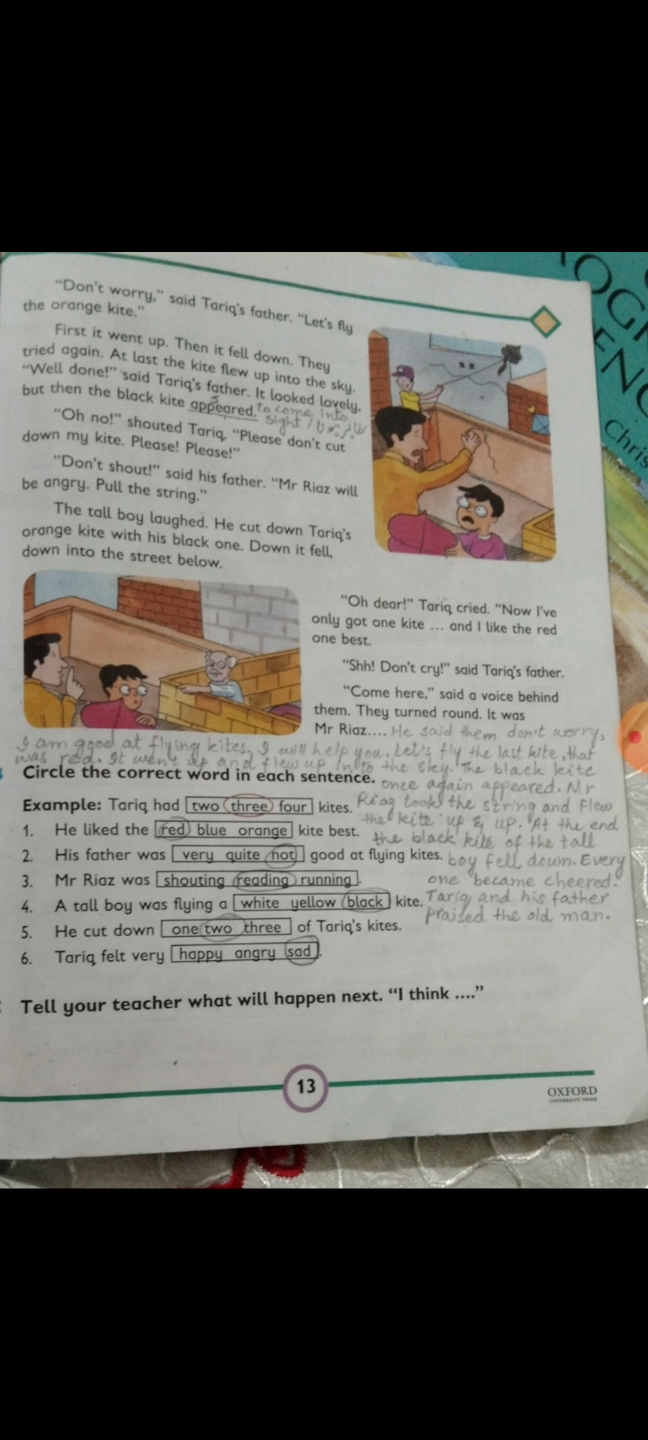 "Don't worry," said Tariq's father. "Let's fly
the orange kite."
First it went up. Then it fell down. They
tried again. At last the kite flew up into the sky.
"Well done!" said Tariq's father. It looked lovely,
but then the black kite appeared. to come into
sight /
"Oh no!" shouted Tariq, "Please don't cut
down my kite. Please! Please!"
"Don't shout!" said his father. "Mr Riaz will
be angry. Pull the string."
The tall boy laughed. He cut down Tariq's
orange kite with his black one. Down it fell,
down into the street below.
"Oh dear!" Tariq cried. "Now I've
only got one kite ... and I like the red
one best.
"Shh! Don't cry!" said Tariq's father.
"Come here," said a voice behind
them. They turned round. It was
Mr Riaz.... He said them don't worry,
I am good at flying kites, I will help you. Let's fly the last kite, that
was red. It went up and flew up into the sky. The black kite
Circle the correct word in each sentence. once again appeared. Mr
Example: Tariq had two three four kites. Riaz took the string and flew
the kite up & up. At the end
1. He liked the red blue orange kite best. the black kite of the tall
2. His father was very quite not good at flying kites. boy fell down. Every
3. Mr Riaz was shouting reading running. one became cheered.
4. A tall boy was flying a white yellow black kite. Tariq and his father
praised the old man.
5. He cut down one two three of Tariq's kites.
6. Tariq felt very happy angry sad.
Tell your teacher what will happen next. "I think ...."
13
OXFORD
UNIVERSITY PRESS
Chris